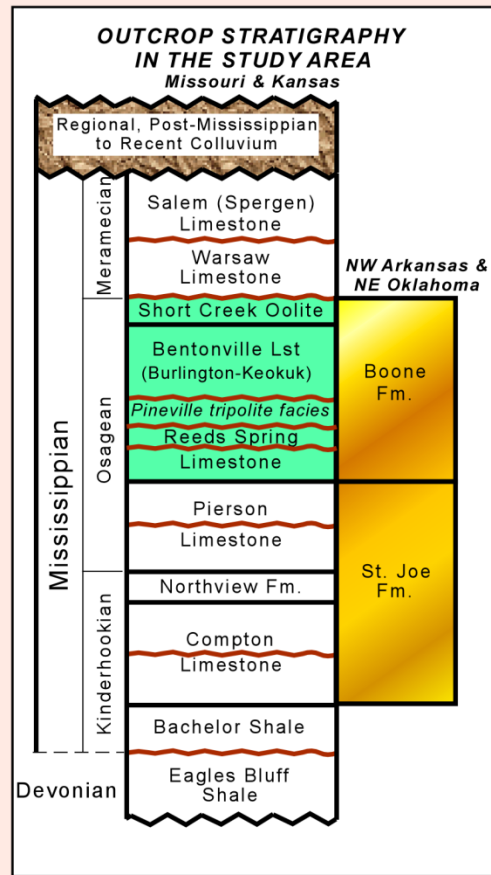 OUTCROP STRATIGRAPHY
IN THE STUDY AREA
Missouri & Kansas
Regional, Post-Mississippian
to Recent Colluvium
Meramecian
Salem (Spergen)
Limestone
Warsaw
Limestone
NW Arkansas &
NE Oklahoma
Mississippian
Osagean
Short Creek Oolite
Bentonville Lst
(Burlington-Keokuk)
Pineville tripolite facies
Reeds Spring
Limestone
Boone
Fm.
Pierson
Limestone
St. Joe
Fm.
Kinderhookian
Northview Fm.
Compton
Limestone
Bachelor Shale
Devonian
Eagles Bluff
Shale